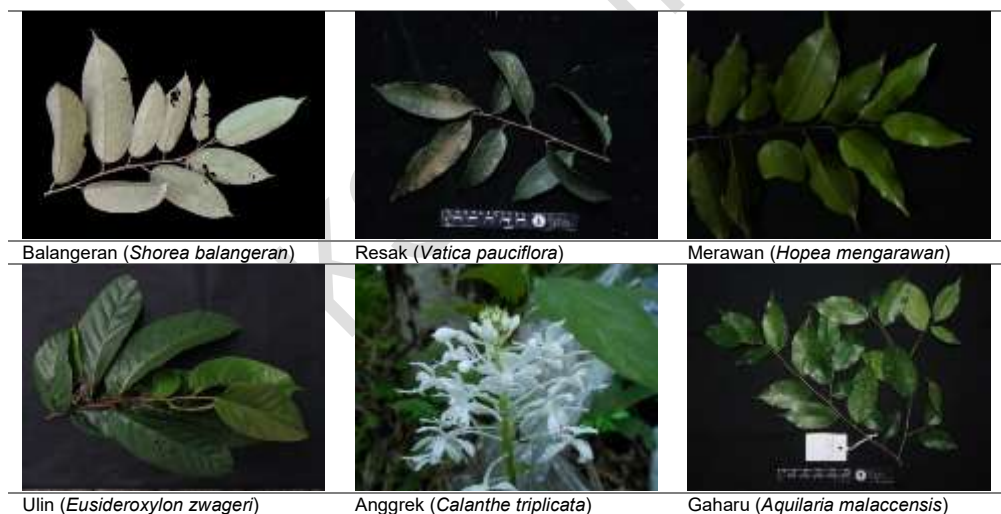 Balangeran (Shorea balangeran) Resak (Vatica pauciflora) Merawan (Hopea mengarawan)
Ulin (Eusideroxylon zwageri) Anggrek (Calanthe triplicata) Gaharu (Aquilaria malaccensis)